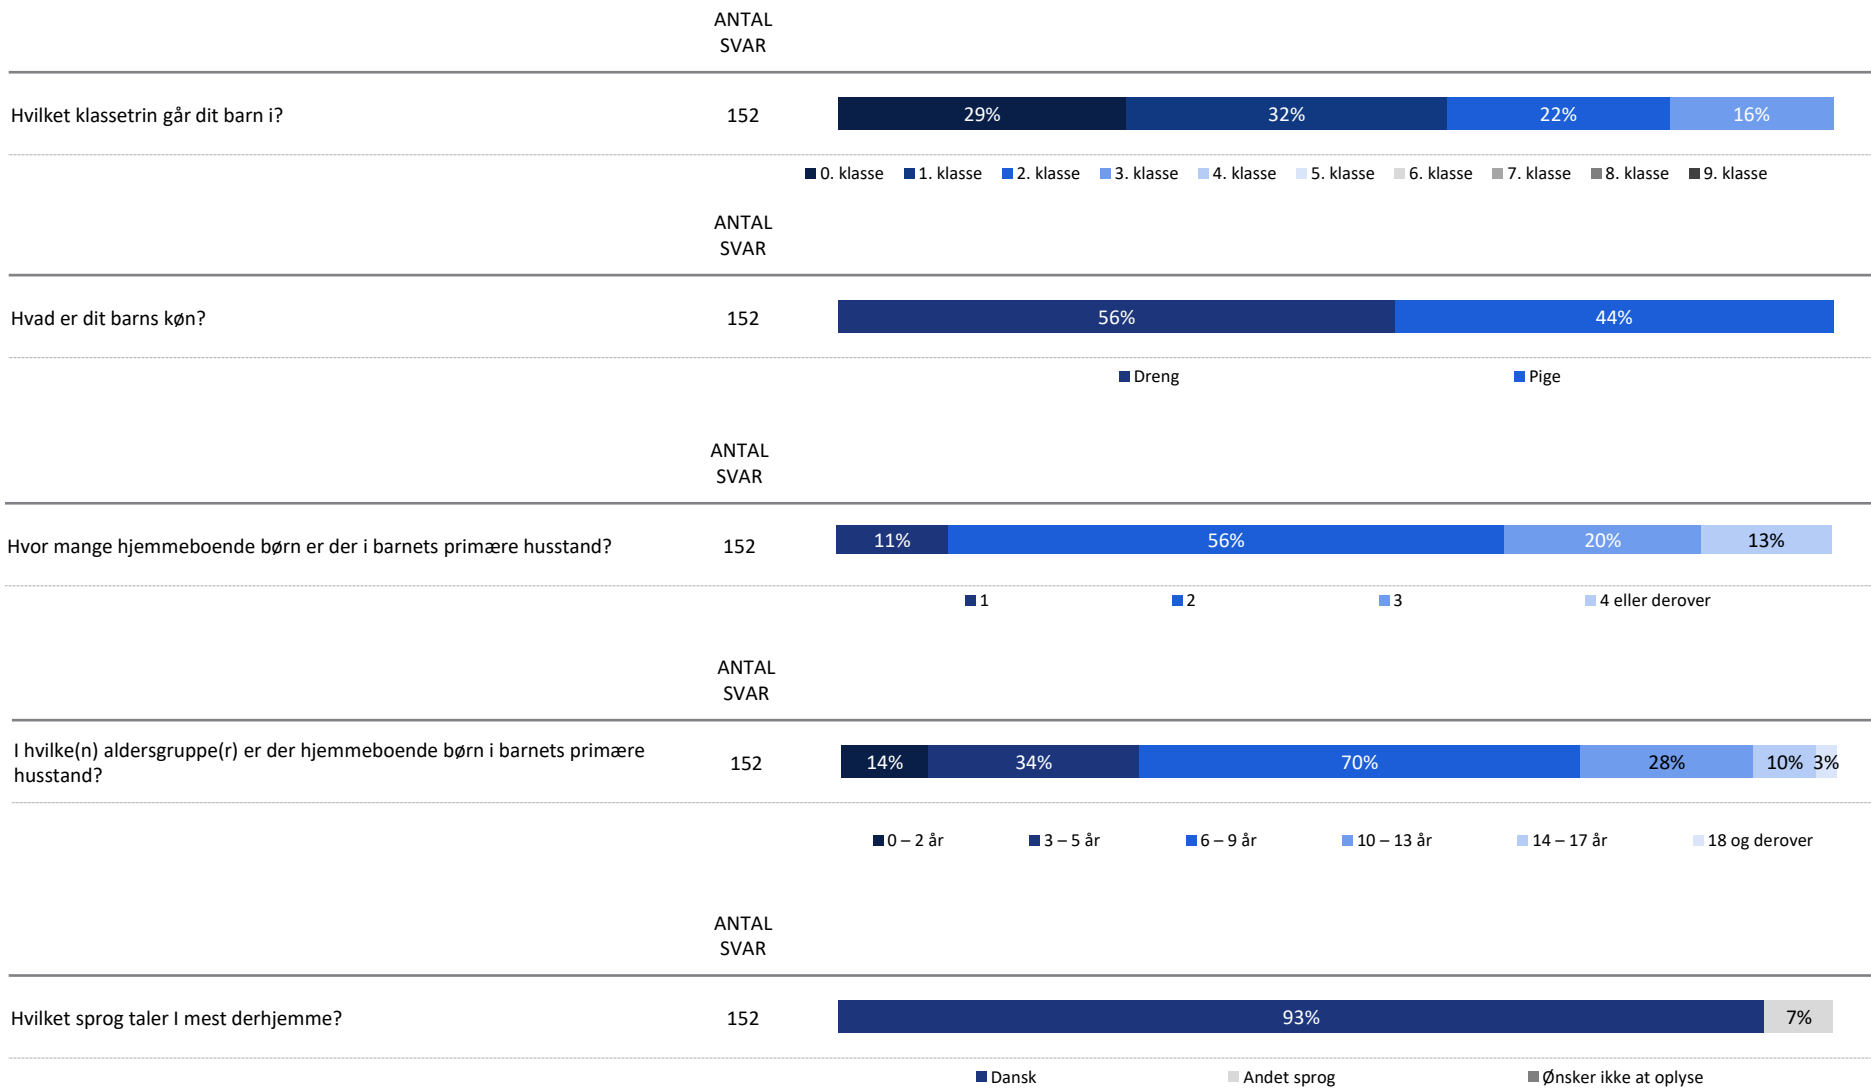 ANTAL
SVAR
Hvilket klassetrin går dit barn i?
152
29%
32%
22%
16%
0. klasse
1. klasse
2. klasse
3. klasse
4. klasse
5. klasse
6. klasse
7. klasse
8. klasse
9. klasse
ANTAL
SVAR
Hvad er dit barns køn?
152
56%
44%
Dreng
Pige
ANTAL
SVAR
Hvor mange hjemmeboende børn er der i barnets primære husstand?
152
11%
56%
20%
13%
1
2
3
4 eller derover
ANTAL
SVAR
I hvilke(n) aldersgruppe(r) er der hjemmeboende børn i barnets primære
husstand?
152
14%
34%
70%
28%
10%
3%
0 – 2 år
3 – 5 år
6 – 9 år
10 – 13 år
14 – 17 år
18 og derover
ANTAL
SVAR
Hvilket sprog taler I mest derhjemme?
152
93%
7%
Dansk
Andet sprog
Ønsker ikke at oplyse